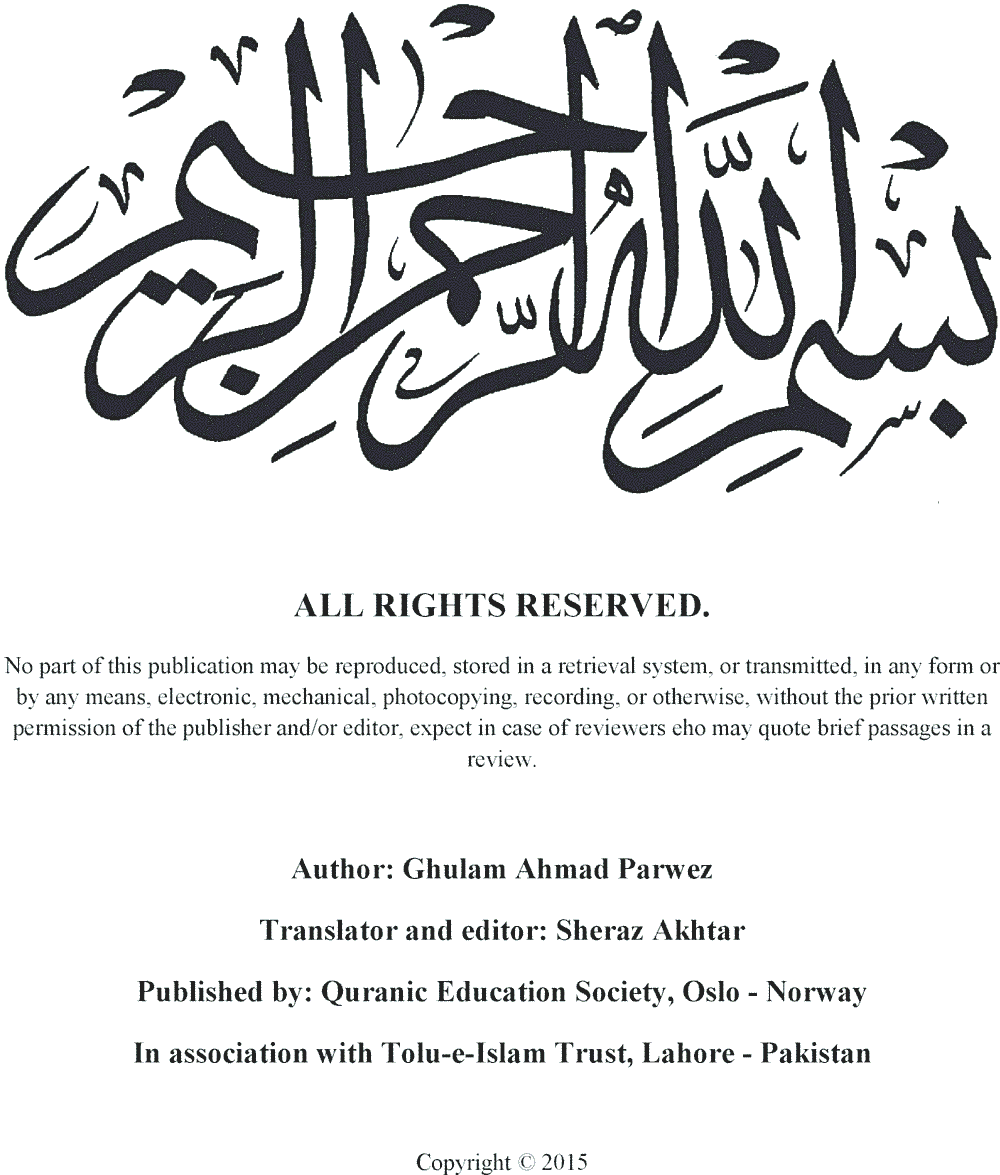 بِسْمِ اللَّهِ الرَّحْمٰنِ الرَّحِيمِ
ALL RIGHTS RESERVED.
No part of this publication may be reproduced, stored in a retrieval system, or transmitted, in any form or
by any means, electronic, mechanical, photocopying, recording, or otherwise, without the prior written
permission of the publisher and/or editor, expect in case of reviewers eho may quote brief passages in a
review.
Author: Ghulam Ahmad Parwez
Translator and editor: Sheraz Akhtar
Published by: Quranic Education Society, Oslo - Norway
In association with Tolu-e-Islam Trust, Lahore - Pakistan
Copyright © 2015